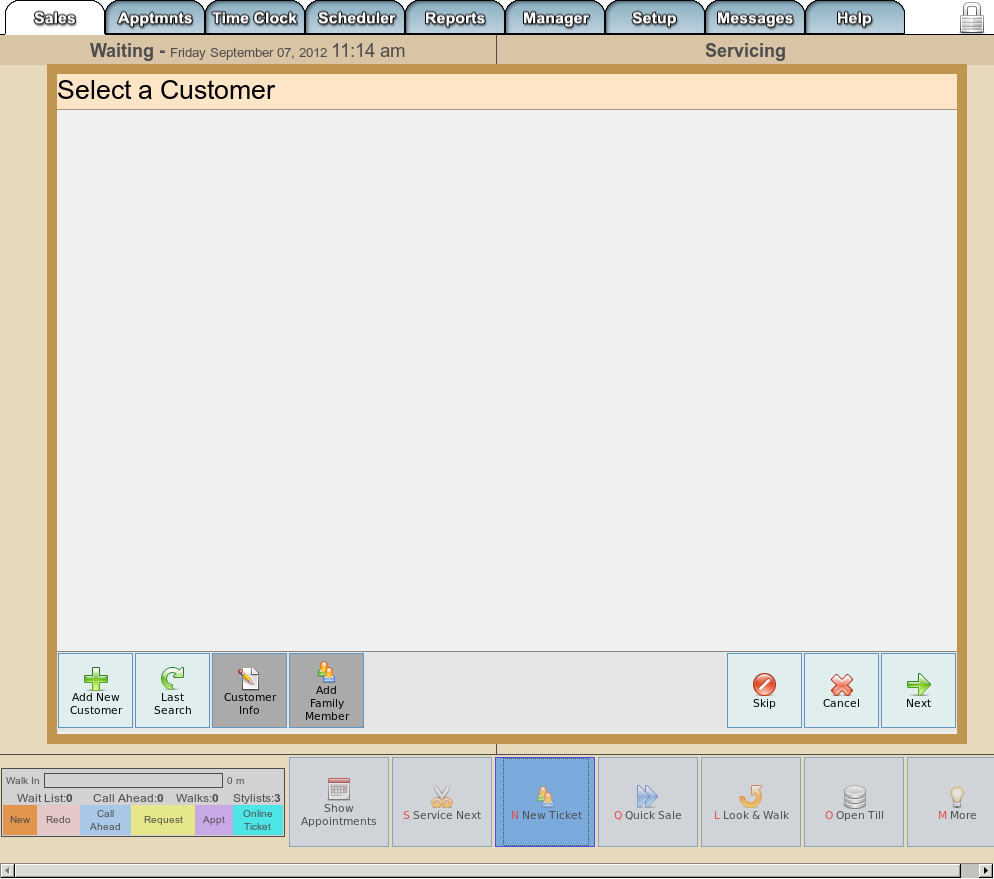 Sales Apptmnts Time Clock Scheduler Reports Manager Setup Messages Help
Waiting - Friday September 07, 2012 11:14 am
Servicing
Select a Customer
Add New
Customer
Last
Search
Customer
Info
Add
Family
Member
Skip
Cancel
Next
Walk In 0 m
Wait List:0 Call Ahead:0 Walks:0 Stylists:3
New
Redo
Call
Ahead
Request
Appt
Online
Ticket
Show
Appointments
S Service Next
N New Ticket
Q Quick Sale
L Look & Walk
O Open Till
M More